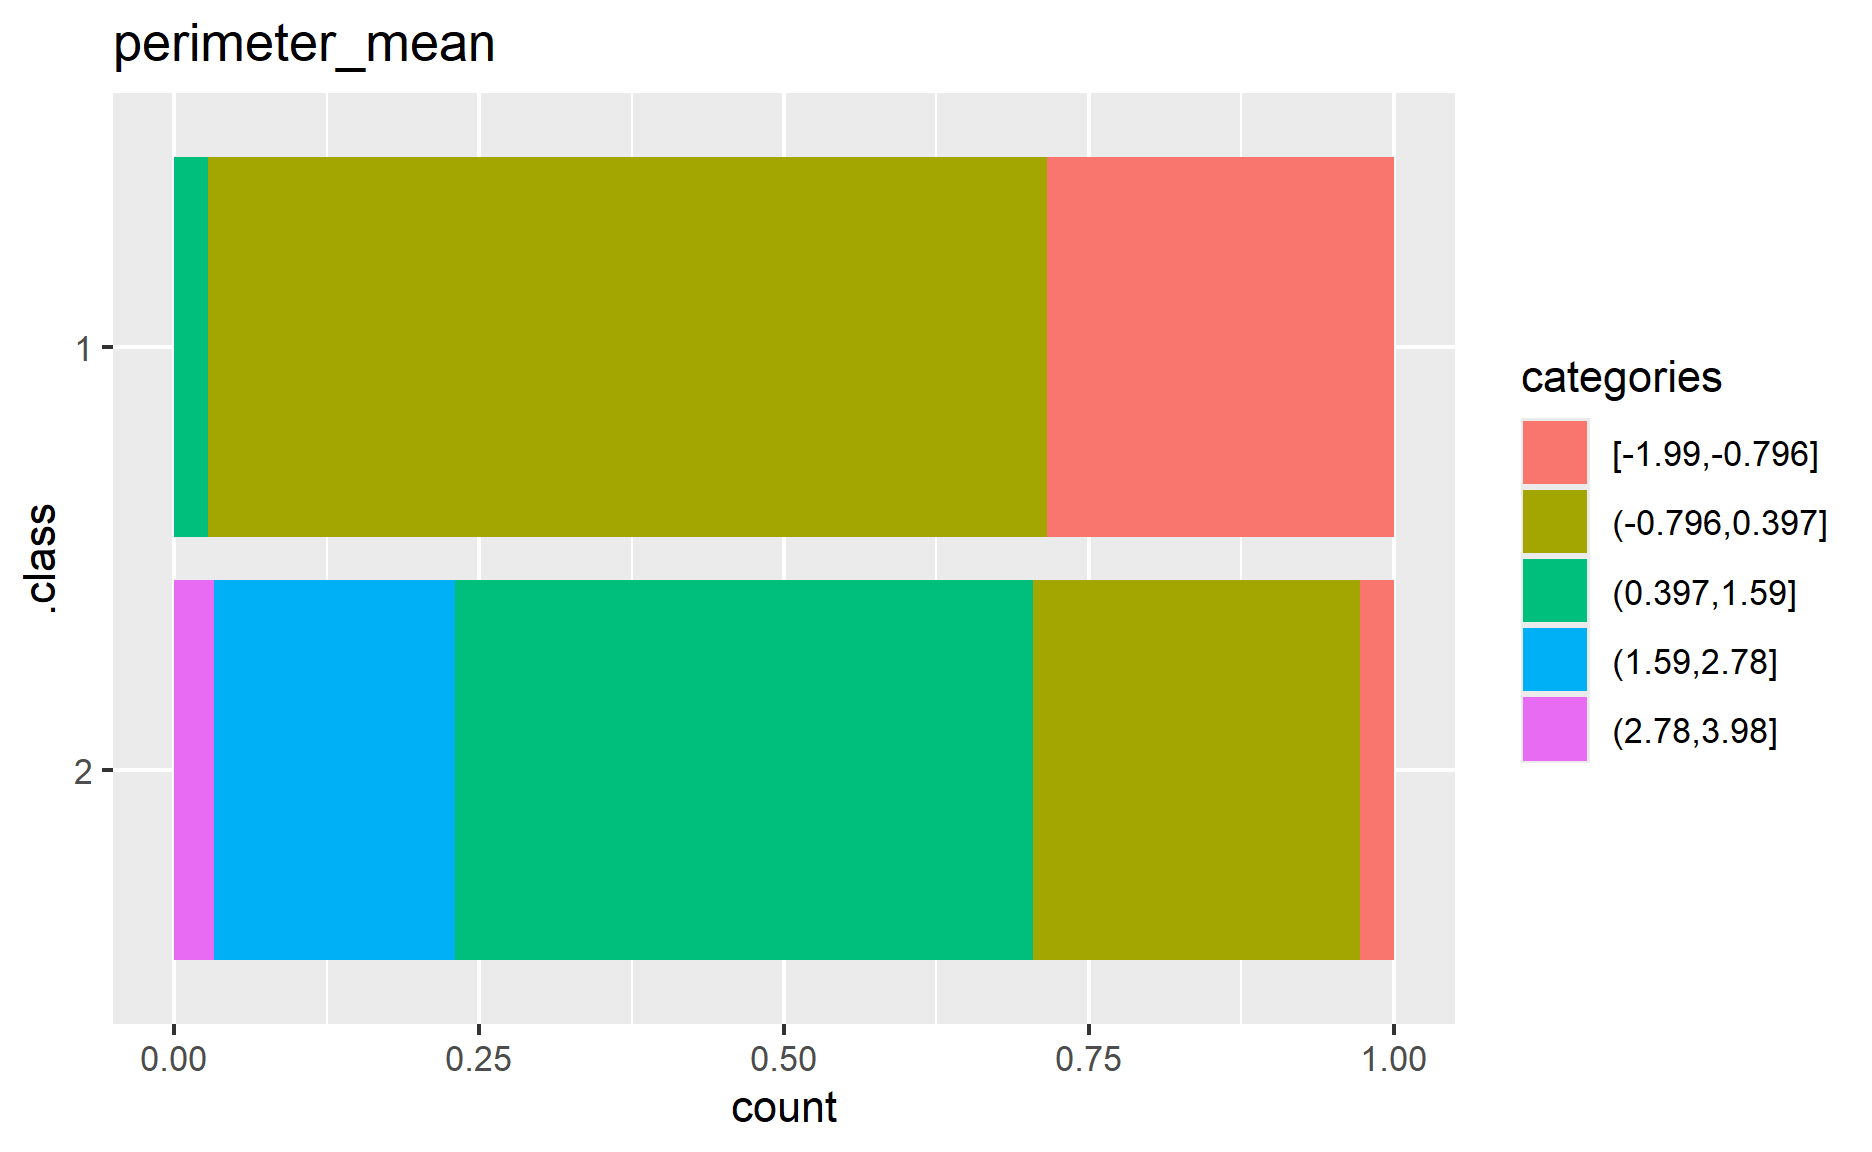 perimeter_mean
.class
1
2
0.00 0.25 0.50 0.75 1.00
count
categories
[-1.99,-0.796]
(-0.796,0.397]
(0.397,1.59]
(1.59,2.78]
(2.78,3.98]